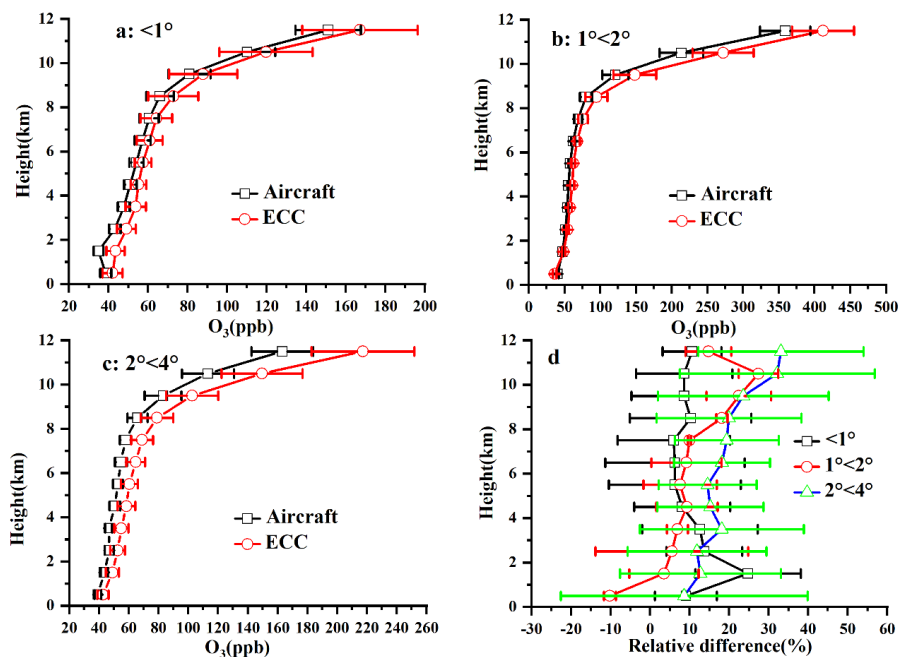 a: <1°
Height(km)
12
10
8
6
4
2
0
Aircraft
ECC
20 40 60 80 100 120 140 160 180 200
O3(ppb)
b: 1°<2°
Height(km)
12
10
8
6
4
2
0
Aircraft
ECC
0 50 100 150 200 250 300 350 400 450 500
O3(ppb)
c: 2°<4°
Height(km)
12
10
8
6
4
2
0
Aircraft
ECC
20 40 60 80 100 120 140 160 180 200 220 240 260
O3(ppb)
d
Height(km)
12
10
8
6
4
2
0
<1°
1°<2°
2°<4°
-30 -20 -10 0 10 20 30 40 50 60
Relative difference(%)